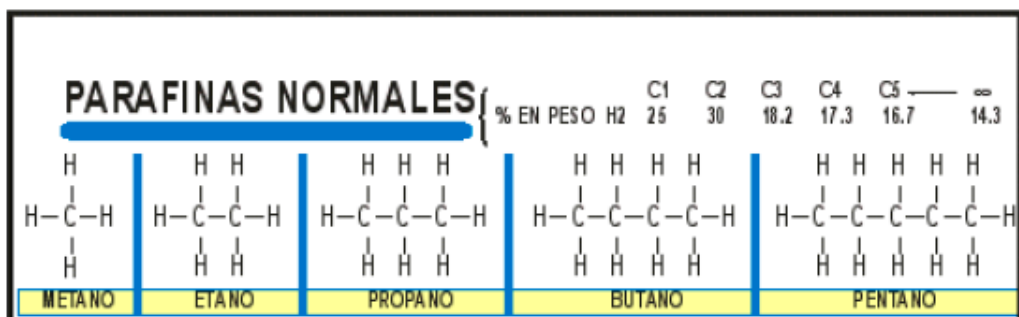 C1 C2 C3 C4 C5 —— ∞
PARAFINAS NORMALES { % EN PESO H2 25 30 18.2 17.3 16.7 14.3
H H H H H H H H H H H H H H H
H—C—H H—C—C—H H—C—C—C—H H—C—C—C—C—H H—C—C—C—C—C—H
H H H H H H H H H H H H H H H
METANO ETANO PROPANO BUTANO PENTANO